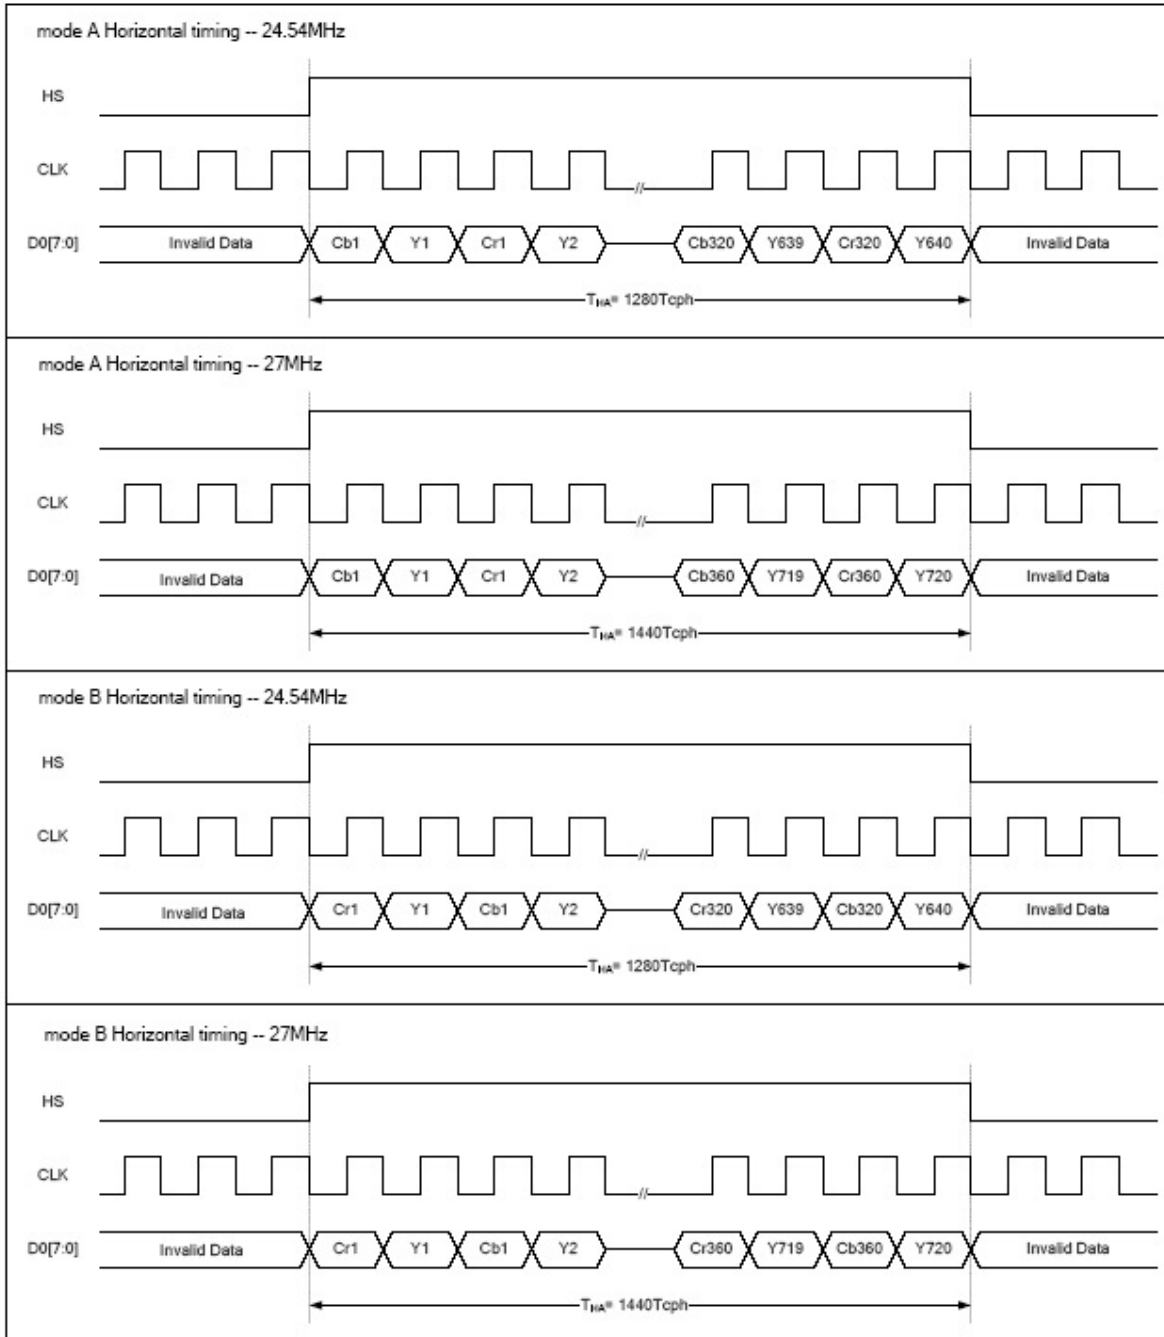 mode A Horizontal timing -- 24.54MHz
HS
CLK
//
D0[7:0] Invalid Data Cb1 Y1 Cr1 Y2 Cb320 Y639 Cr320 Y640 Invalid Data
THA= 1280Tcph
mode A Horizontal timing -- 27MHz
HS
CLK
//
D0[7:0] Invalid Data Cb1 Y1 Cr1 Y2 Cb360 Y719 Cr360 Y720 Invalid Data
THA= 1440Tcph
mode B Horizontal timing -- 24.54MHz
HS
CLK
//
D0[7:0] Invalid Data Cr1 Y1 Cb1 Y2 Cr320 Y639 Cb320 Y640 Invalid Data
THA= 1280Tcph
mode B Horizontal timing -- 27MHz
HS
CLK
//
D0[7:0] Invalid Data Cr1 Y1 Cb1 Y2 Cr360 Y719 Cb360 Y720 Invalid Data
THA= 1440Tcph